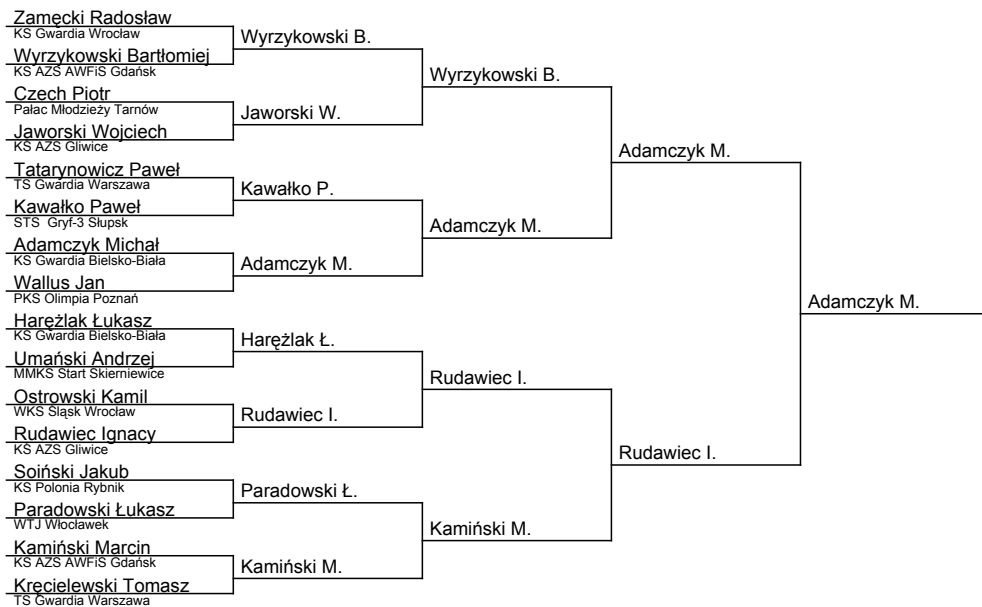 Zamęcki Radosław
KS Gwardia Wrocław
Wyrzykowski Bartłomiej
KS AZS AWFiS Gdańsk
Czech Piotr
Pałac Młodzieży Tarnów
Jaworski Wojciech
KS AZS Gliwice
Tatarynowicz Paweł
TS Gwardia Warszawa
Kawałko Paweł
STS Gryf-3 Słupsk
Adamczyk Michał
KS Gwardia Bielsko-Biała
Wallus Jan
PKS Olimpia Poznań
Harężlak Łukasz
KS Gwardia Bielsko-Biała
Umański Andrzej
MMKS Start Skierniewice
Ostrowski Kamil
WKS Śląsk Wrocław
Rudawiec Ignacy
KS AZS Gliwice
Soiński Jakub
KS Polonia Rybnik
Paradowski Łukasz
WTJ Włocławek
Kamiński Marcin
KS AZS AWFiS Gdańsk
Kręcielewski Tomasz
TS Gwardia Warszawa
Wyrzykowski B.
Jaworski W.
Kawałko P.
Adamczyk M.
Harężlak Ł.
Rudawiec I.
Paradowski Ł.
Kamiński M.
Wyrzykowski B.
Adamczyk M.
Rudawiec I.
Kamiński M.
Adamczyk M.
Rudawiec I.
Adamczyk M.